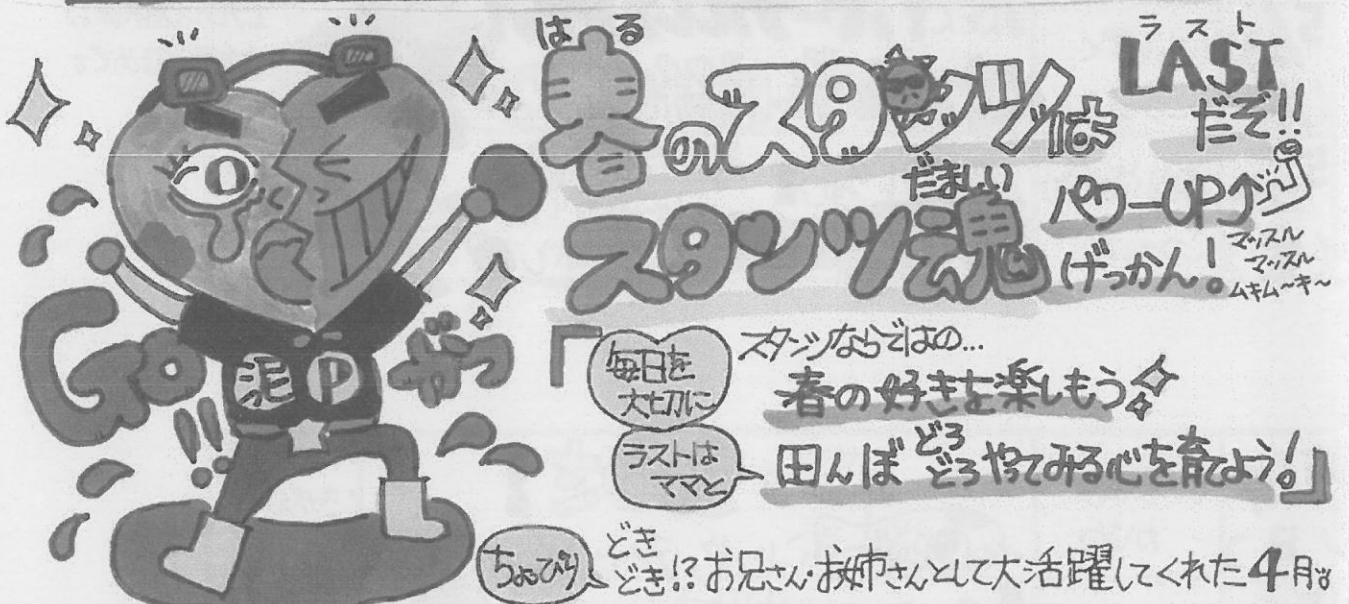 はる
ラスト
春のスタンツはLASTだぞ!!
だましい
スタンツ魂パワーUP↑げっかん!
マッスル
マッスル
ムキム〜キ〜
GO!!がつ
泥P
「毎日を大切に
スタンツならではの...
春の好きを楽しもう
ラストはママと
田んぼどろどろやってみる心を育てよう!」
ちょっぴりどきどき!?お兄さん・お姉さんとして大活躍してくれた4月。